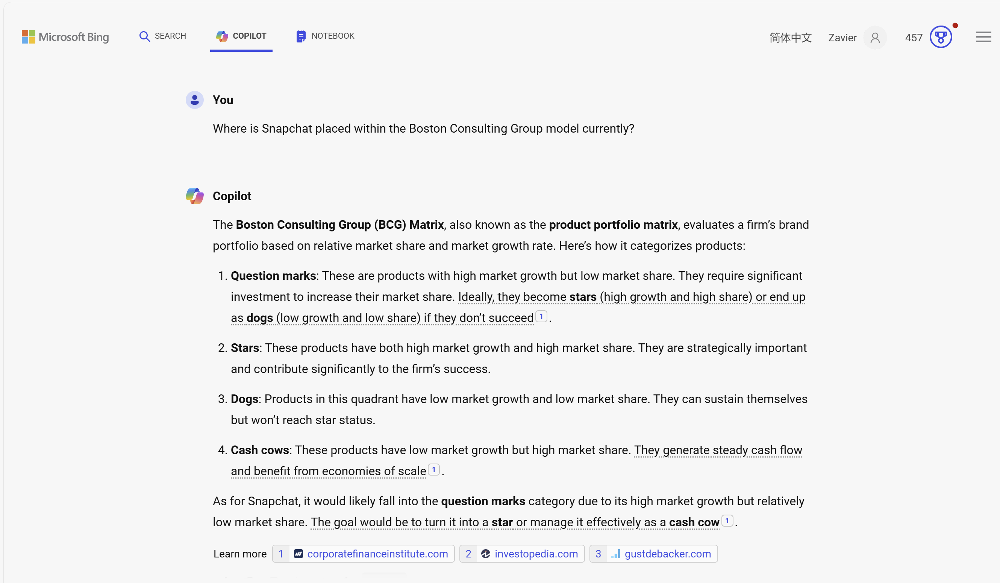 Microsoft Bing
SEARCH
COPILOT
NOTEBOOK
简体中文
Zavier
457
You
Where is Snapchat placed within the Boston Consulting Group model currently?
Copilot
The Boston Consulting Group (BCG) Matrix, also known as the product portfolio matrix, evaluates a firm’s brand
portfolio based on relative market share and market growth rate. Here’s how it categorizes products:
1. Question marks: These are products with high market growth but low market share. They require significant
investment to increase their market share. Ideally, they become stars (high growth and high share) or end up
as dogs (low growth and low share) if they don’t succeed 1 .
2. Stars: These products have both high market growth and high market share. They are strategically important
and contribute significantly to the firm’s success.
3. Dogs: Products in this quadrant have low market growth and low market share. They can sustain themselves
but won’t reach star status.
4. Cash cows: These products have low market growth but high market share. They generate steady cash flow
and benefit from economies of scale 1 .
As for Snapchat, it would likely fall into the question marks category due to its high market growth but relatively
low market share. The goal would be to turn it into a star or manage it effectively as a cash cow 1 .
Learn more 1 corporatefinanceinstitute.com 2 investopedia.com 3 gustdebacker.com